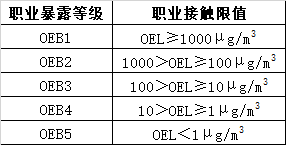 职业暴露等级 职业接触限值
OEB1 OEL≥1000μg/m³
OEB2 1000>OEL≥100μg/m³
OEB3 100>OEL≥10μg/m³
OEB4 10>OEL≥1μg/m³
OEB5 OEL<1μg/m³